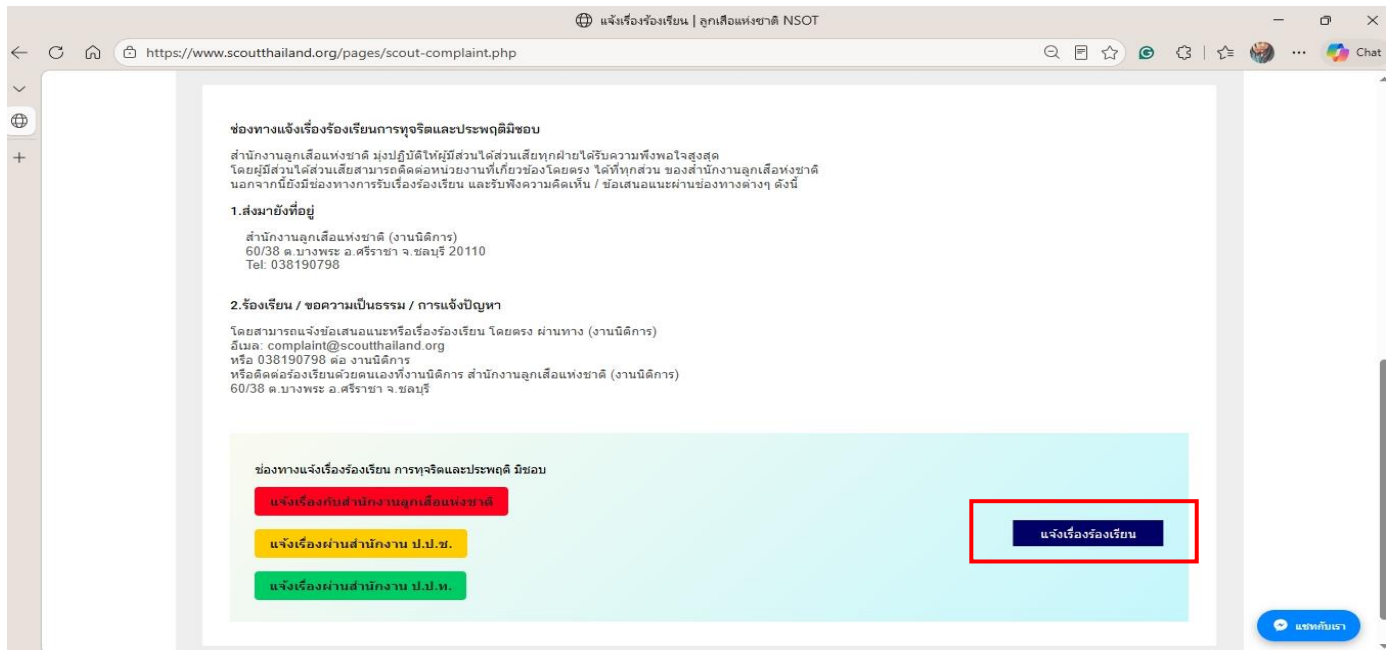 แจ้งเรื่องร้องเรียน | ลูกเสือแห่งชาติ NSOT
https://www.scoutthailand.org/pages/scout-complaint.php
Chat
ช่องทางแจ้งเรื่องร้องเรียนการทุจริตและประพฤติมิชอบ
สำนักงานลูกเสือแห่งชาติ มุ่งปฏิบัติให้ผู้มีส่วนได้ส่วนเสียทุกฝ่ายได้รับความพึงพอใจสูงสุด
โดยผู้มีส่วนได้ส่วนเสียสามารถติดต่อหน่วยงานที่เกี่ยวข้องโดยตรง ได้ที่ทุกส่วน ของสำนักงานลูกเสือแห่งชาติ
นอกจากนี้ยังมีช่องทางการรับเรื่องร้องเรียน และรับฟังความคิดเห็น / ข้อเสนอแนะผ่านช่องทางต่างๆ ดังนี้
1.ส่งมายังที่อยู่
สำนักงานลูกเสือแห่งชาติ (งานนิติการ)
60/38 ต.บางพระ อ.ศรีราชา จ.ชลบุรี 20110
Tel: 038190798
2.ร้องเรียน / ขอความเป็นธรรม / การแจ้งปัญหา
โดยสามารถแจ้งข้อเสนอแนะหรือเรื่องร้องเรียน โดยตรง ผ่านทาง (งานนิติการ)
อีเมล: complaint@scoutthailand.org
หรือ 038190798 ต่อ งานนิติการ
หรือติดต่อร้องเรียนด้วยตนเองที่งานนิติการ สำนักงานลูกเสือแห่งชาติ (งานนิติการ)
60/38 ต.บางพระ อ.ศรีราชา จ.ชลบุรี
ช่องทางแจ้งเรื่องร้องเรียน การทุจริตและประพฤติ มิชอบ
แจ้งเรื่องกับสำนักงานลูกเสือแห่งชาติ
แจ้งเรื่องร้องเรียน
แจ้งเรื่องผ่านสำนักงาน ป.ป.ช.
แจ้งเรื่องผ่านสำนักงาน ป.ป.ท.
แชทกับเรา